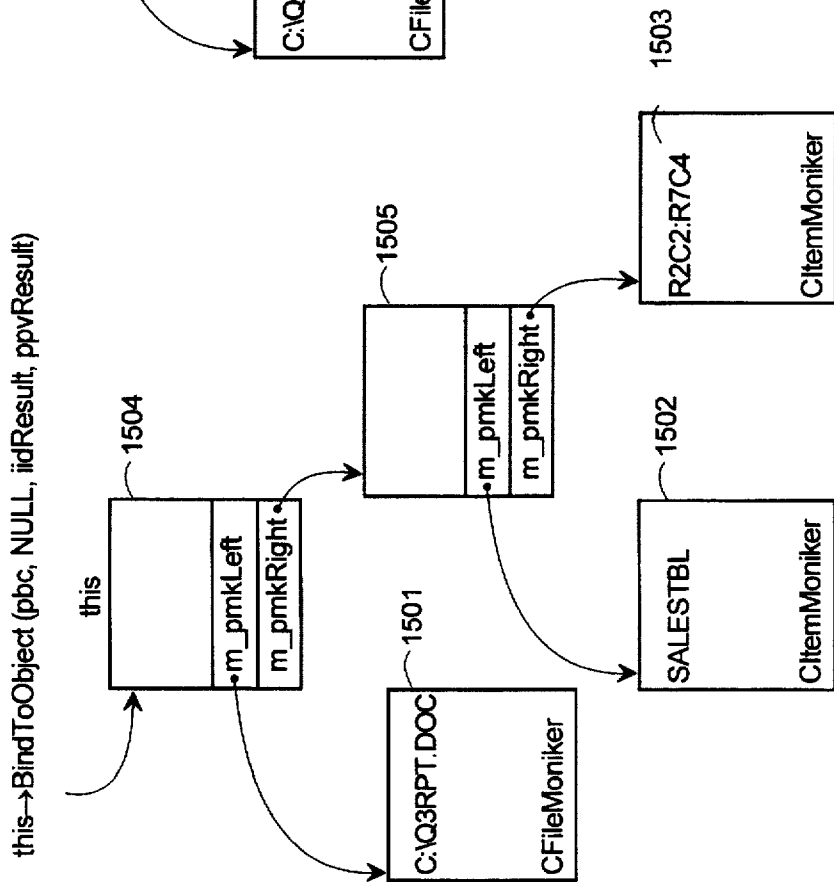 this→BindToObject (pbc, NULL, iidResult, ppvResult)
this
1504
m_pmkLeft
m_pmkRight
C:\Q3RPT.DOC
CFileMoniker
1501
1505
m_pmkLeft
m_pmkRight
SALESTBL
CItemMoniker
1502
R2C2:R7C4
CItemMoniker
1503
C:\Q
CFile